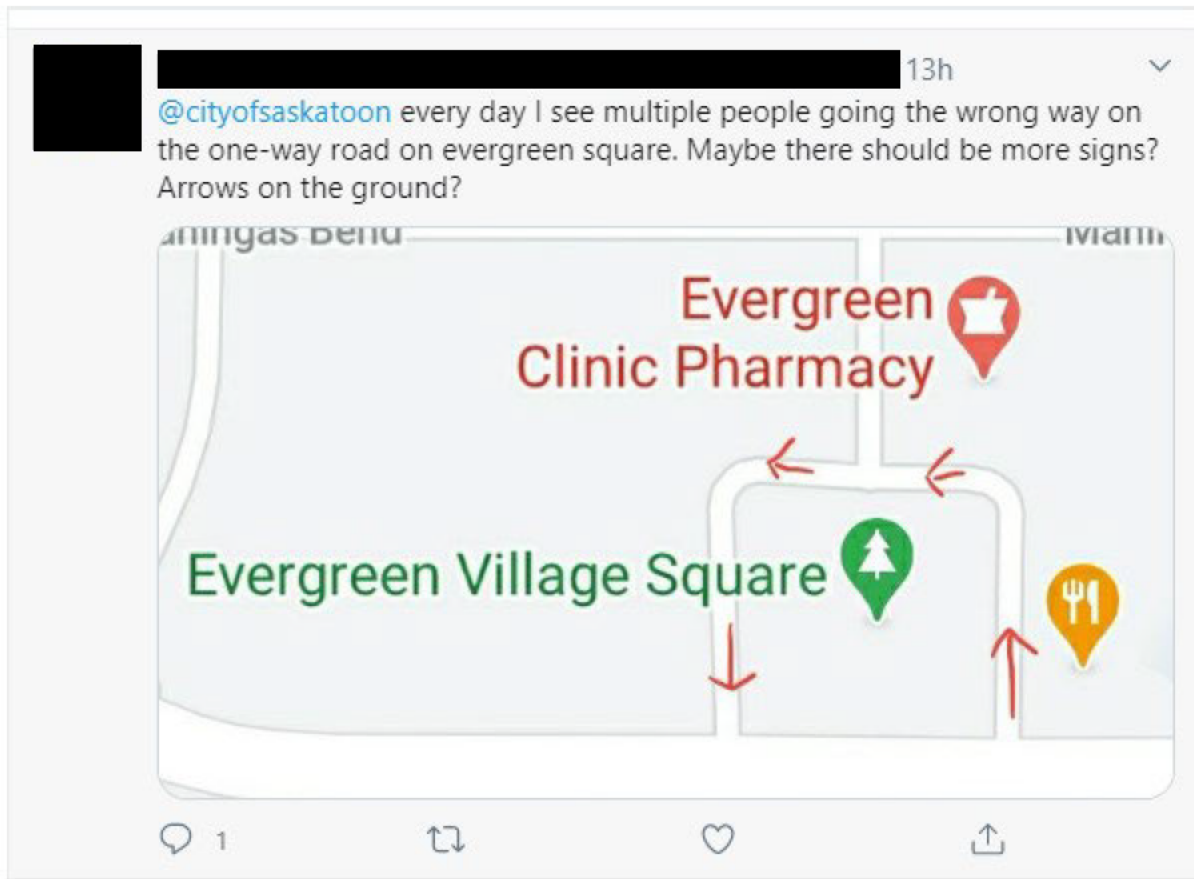 13h
@cityofsaskatoon every day I see multiple people going the wrong way on
the one-way road on evergreen square. Maybe there should be more signs?
Arrows on the ground?
Bend
Evergreen
Clinic Pharmacy
Evergreen Village Square
1